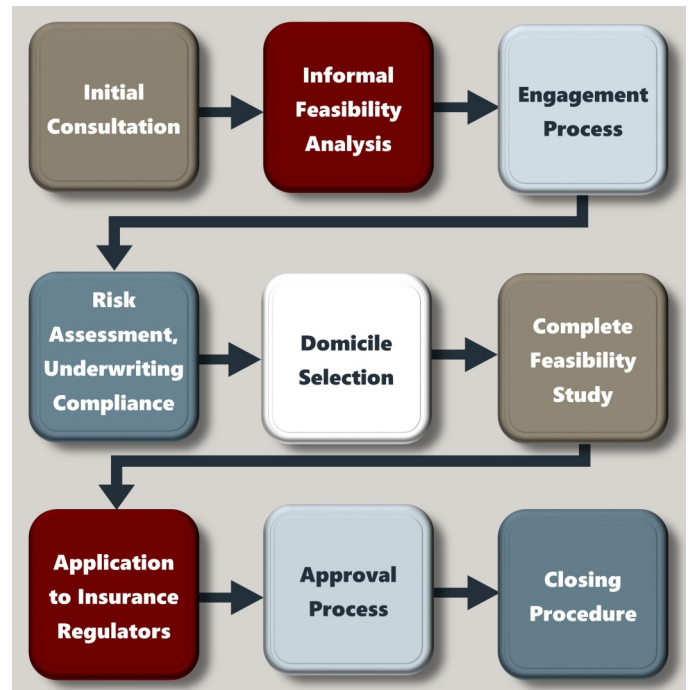 Initial
Consultation
Informal
Feasibility
Analysis
Engagement
Process
Risk
Assessment,
Underwriting
Compliance
Domicile
Selection
Complete
Feasibility
Study
Application
to Insurance
Regulators
Approval
Process
Closing
Procedure